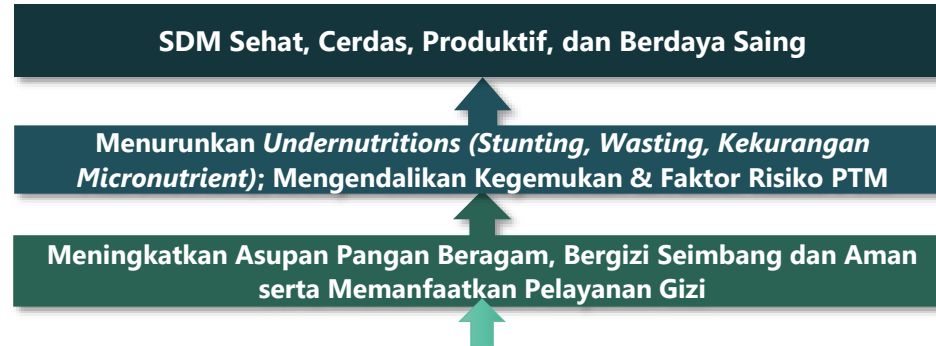 SDM Sehat, Cerdas, Produktif, dan Berdaya Saing
Menurunkan Undernutritions (Stunting, Wasting, Kekurangan
Micronutrient); Mengendalikan Kegemukan & Faktor Risiko PTM
Meningkatkan Asupan Pangan Beragam, Bergizi Seimbang dan Aman
serta Memanfaatkan Pelayanan Gizi